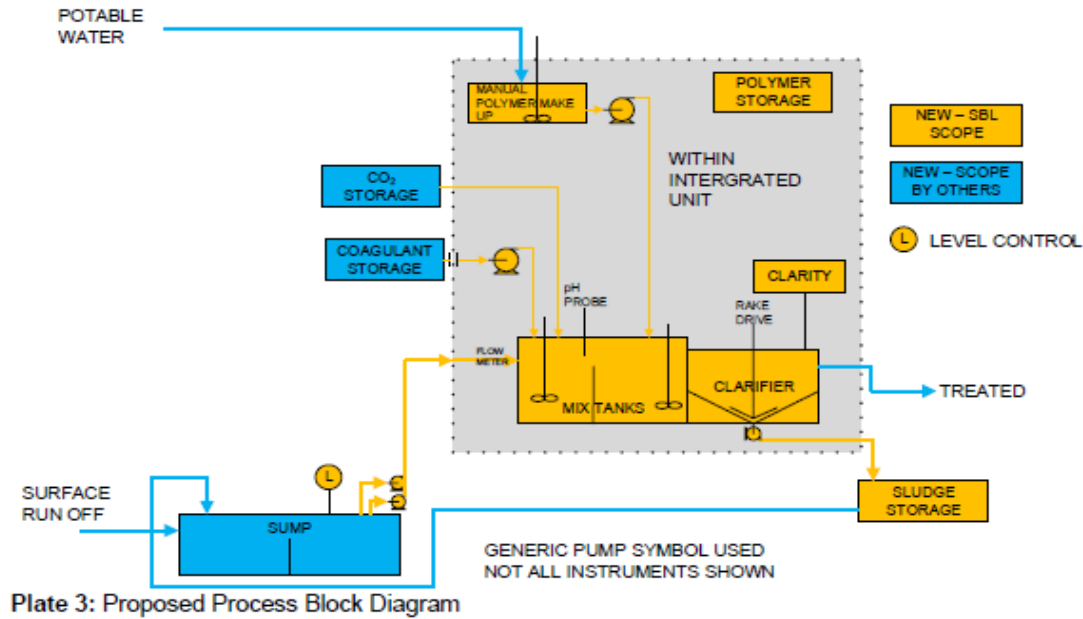 POTABLE
WATER
MANUAL
POLYMER MAKE
UP
POLYMER
STORAGE
NEW – SBL
SCOPE
WITHIN
INTERGRATED
UNIT
CO₂
STORAGE
NEW – SCOPE
BY OTHERS
L LEVEL CONTROL
COAGULANT
STORAGE
CLARITY
pH
PROBE
RAKE
DRIVE
FLOW
METER
CLARIFIER
MIX TANKS
TREATED
L
SURFACE
RUN OFF
SUMP
SLUDGE
STORAGE
GENERIC PUMP SYMBOL USED
NOT ALL INSTRUMENTS SHOWN
Plate 3: Proposed Process Block Diagram